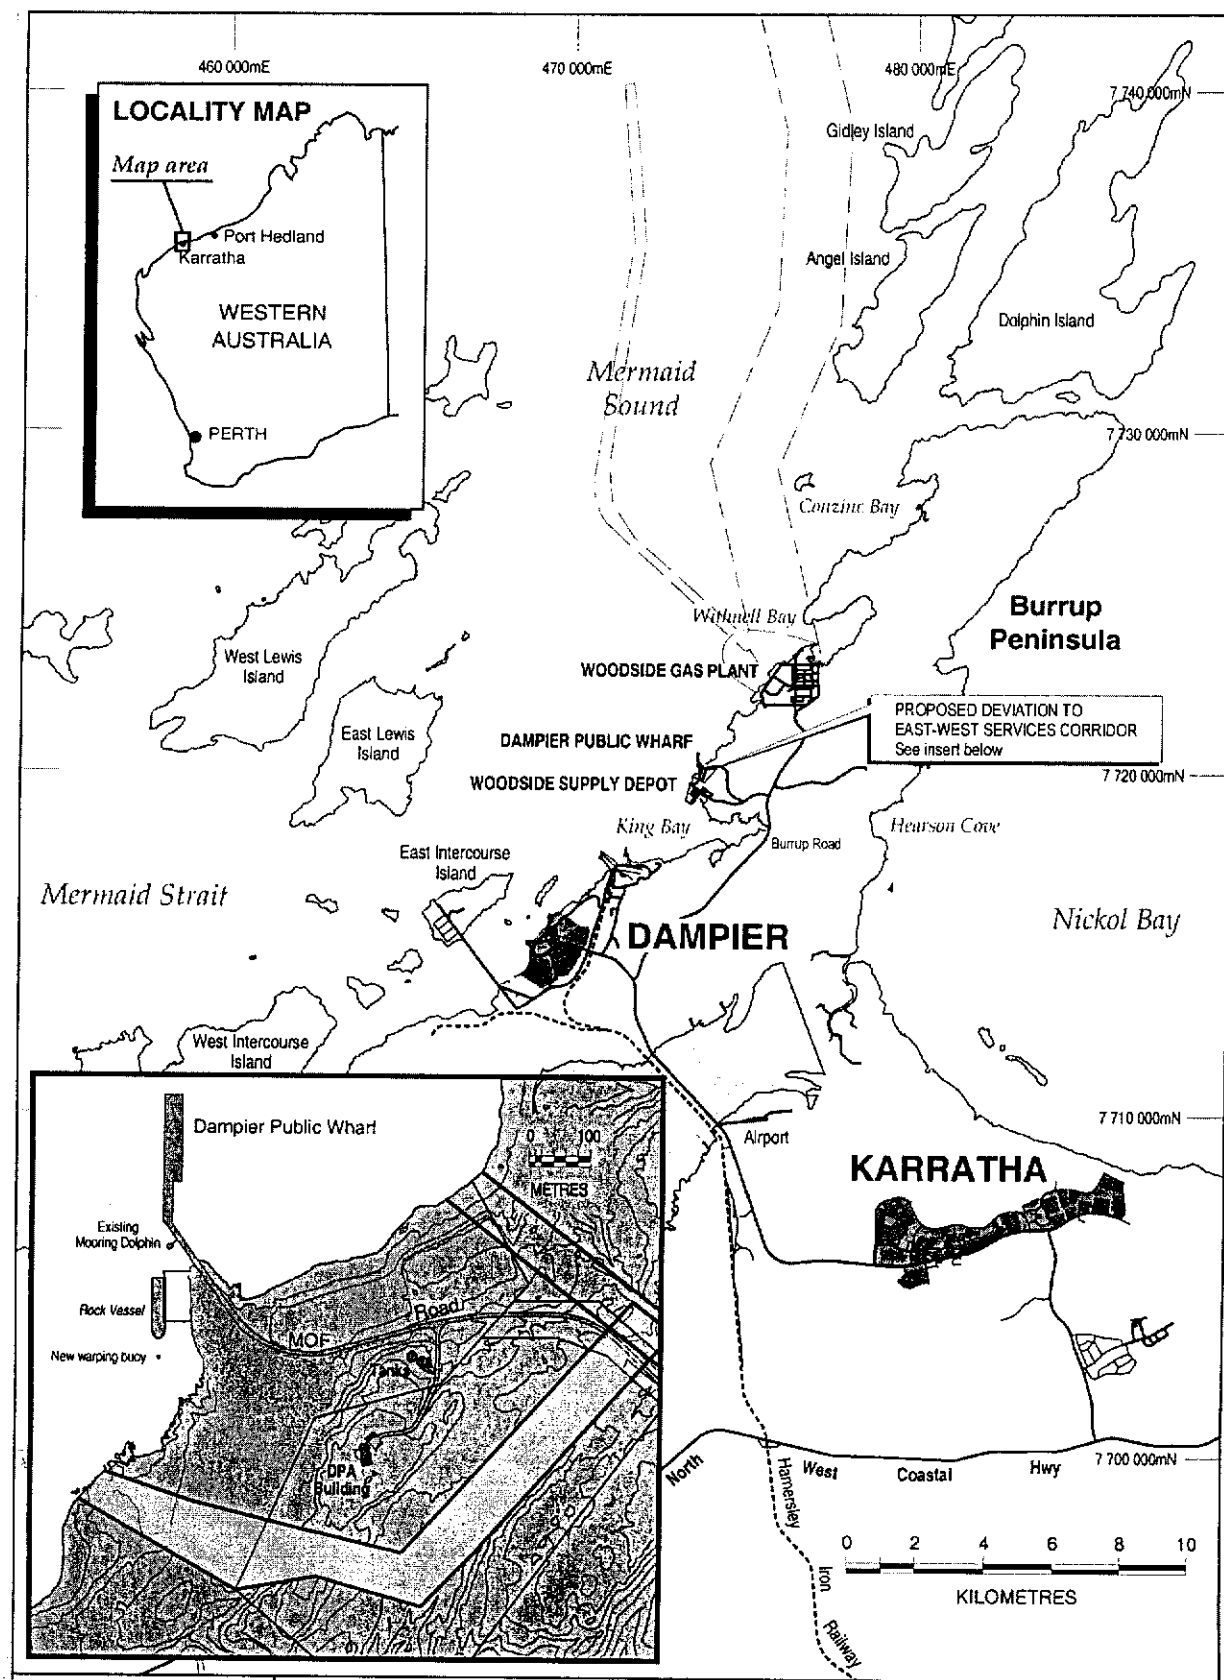 460 000mE
470 000mE
480 000mE
7 740 000mN
LOCALITY MAP
Map area
Port Hedland
Karratha
WESTERN
AUSTRALIA
PERTH
Gidley Island
Angel Island
Dolphin Island
Mermaid
Sound
7 730 000mN
Conzinc Bay
Withnell Bay
Burrup
Peninsula
West Lewis
Island
WOODSIDE GAS PLANT
East Lewis
Island
PROPOSED DEVIATION TO
EAST-WEST SERVICES CORRIDOR
See insert below
DAMPIER PUBLIC WHARF
WOODSIDE SUPPLY DEPOT
7 720 000mN
King Bay
Burrup Road
Hearson Cove
East Intercourse
Island
Mermaid Strait
DAMPIER
Nickol Bay
West Intercourse
Island
7 710 000mN
Airport
KARRATHA
Dampier Public Wharf
0 100
METRES
Existing
Mooring Dolphin
Rock Vessel
New warping buoy
MOF Road
Tanks
DPA
Building
North West Coastal Hwy
7 700 000mN
Hamersley Iron Railway
0 2 4 6 8 10
KILOMETRES